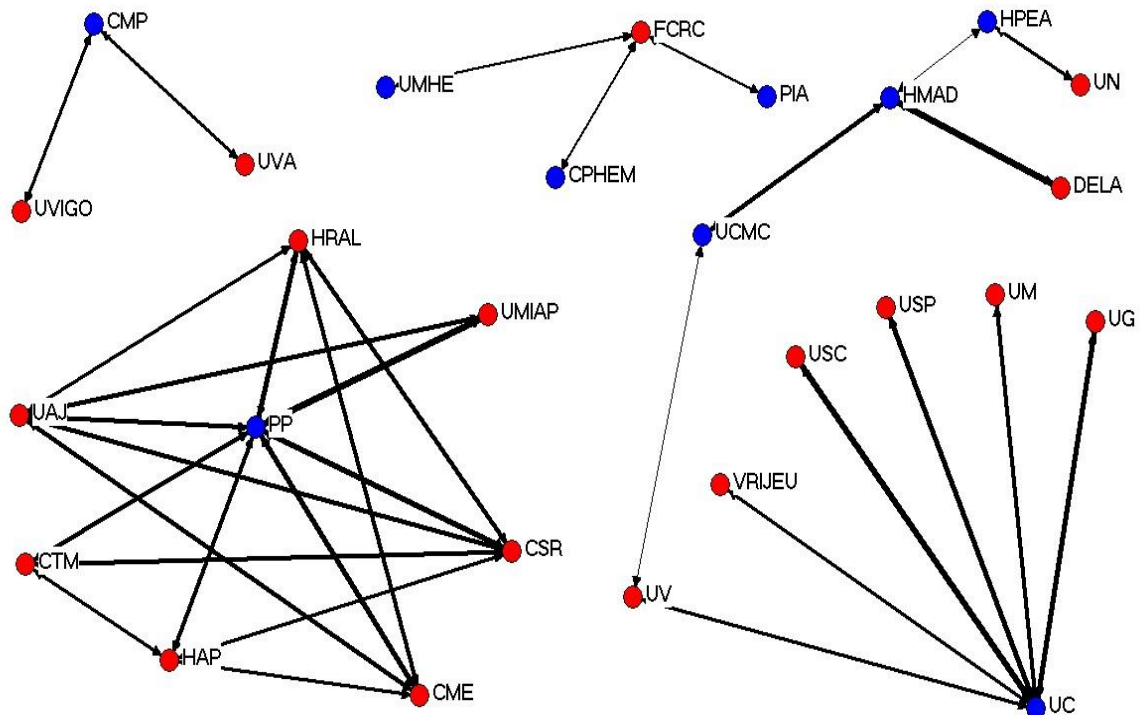 CMP
HPEA
FCRC
UMHE
UN
PIA
HMAD
UVA
CPHEM
DELA
UVIGO
UCMC
HRAL
UM
USP
UMIAP
UG
USC
UAJ
PP
VRIJEU
CSR
CTM
UV
HAP
CME
UC